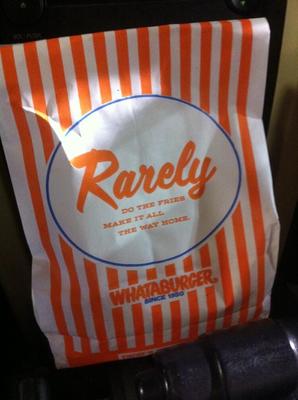 Rarely
DO THE FRIES
MAKE IT ALL
THE WAY HOME.
WHATABURGER®
SINCE 1950